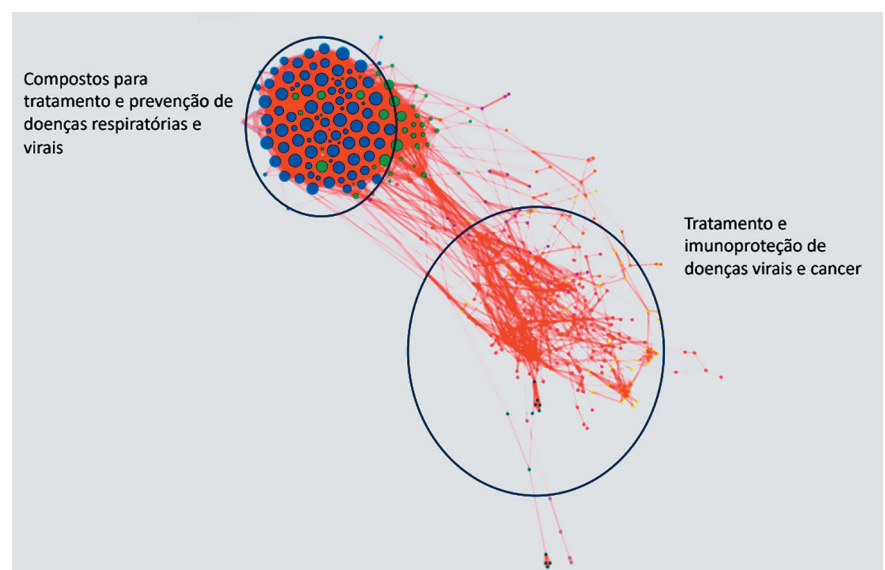 Compostos para
tratamento e prevenção de
doenças respiratórias e
virais
Tratamento e
imunoproteção de
doenças virais e cancer